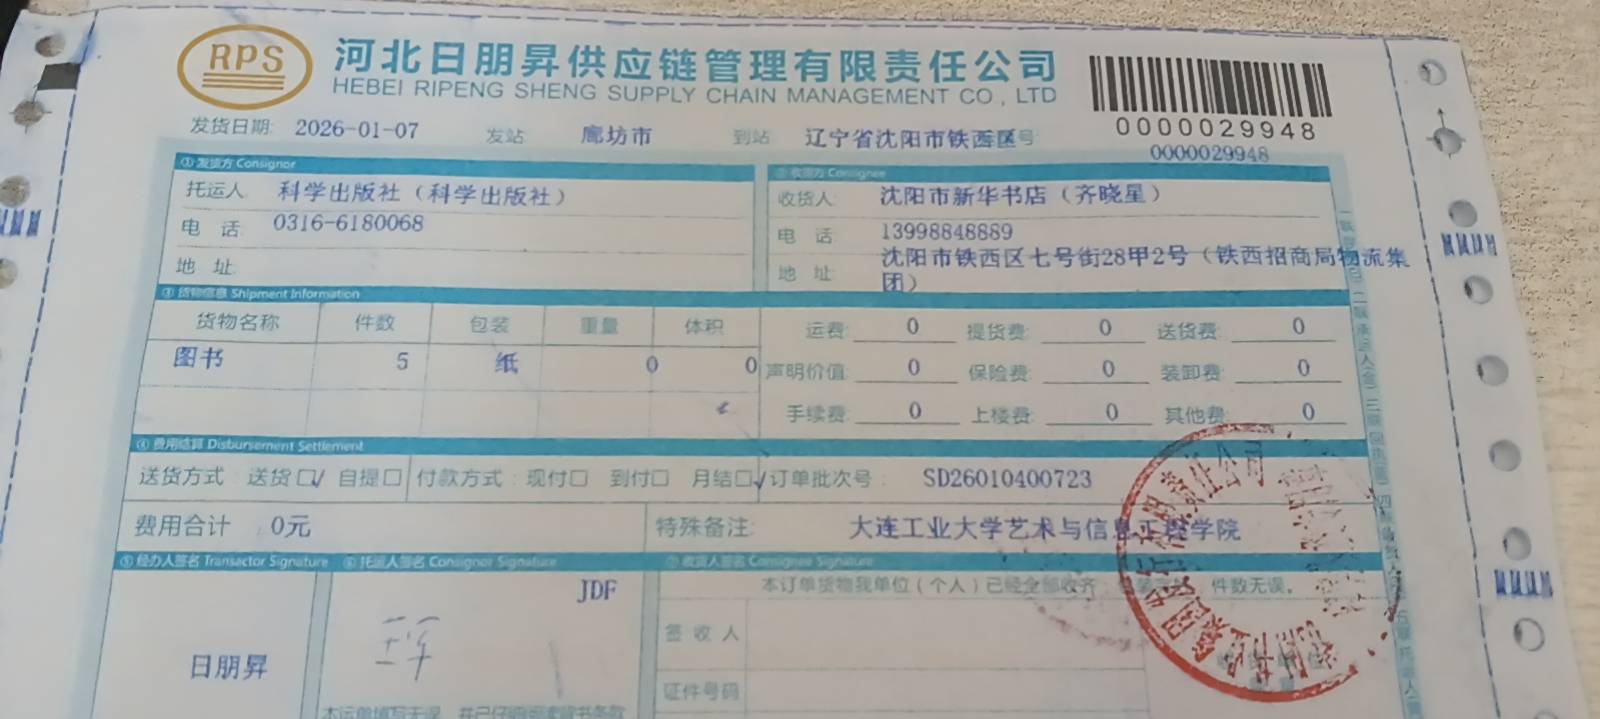 RPS 河北日朋昇供应链管理有限责任公司
HEBEI RIPENG SHENG SUPPLY CHAIN MANAGEMENT CO., LTD
0000029948
发货日期: 2026-01-07 发站 廊坊市 到站 辽宁省沈阳市铁西区 号 0000029948
① 发货方 Consignor ② 收货方 Consignee
托运人 科学出版社（科学出版社） 收货人: 沈阳市新华书店（齐晓星）
电 话: 0316-6180068 电 话: 13998848889
地 址: 地 址: 沈阳市铁西区七号街28甲2号（铁西招商局物流集
团）
③ 货物信息 Shipment Information
货物名称 件数 包装 重量 体积 运费: 0 提货费: 0 送货费: 0
图书 5 纸 0 0 声明价值: 0 保险费: 0 装卸费: 0
手续费: 0 上楼费: 0 其他费: 0
④ 费用结算 Disbursement Settlement
送货方式: 送货☐√ 自提☐ 付款方式: 现付☐ 到付☐ 月结☐√ 订单批次号: SD26010400723
费用合计: 0元 特殊备注: 大连工业大学艺术与信息工程学院
⑤ 经办人签名 Transactor Signature ⑥ 托运人签名 Consignor Signature ⑦ 收货人签名 Consignee Signature
JDF 本订单货物我单位（个人）已经全部收齐 件数无误。
签收人
日朋昇
证件号码
本运单填写无误